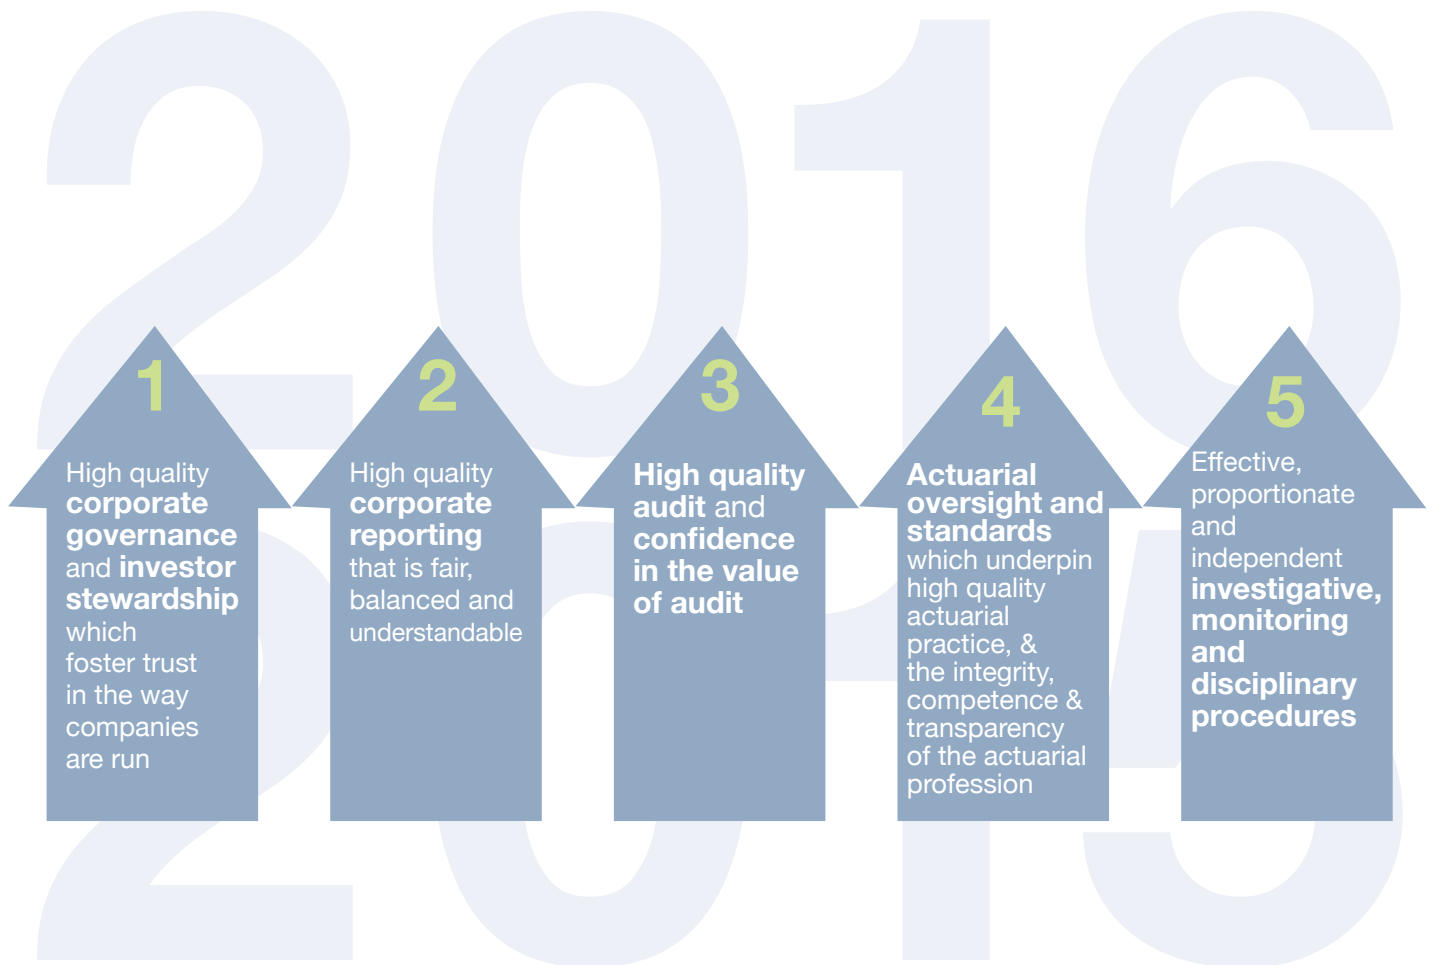 2016
2015
1
High quality
corporate
governance
and investor
stewardship
which
foster trust
in the way
companies
are run
2
High quality
corporate
reporting
that is fair,
balanced and
understandable
3
High quality
audit and
confidence
in the value
of audit
4
Actuarial
oversight and
standards
which underpin
high quality
actuarial
practice, &
the integrity,
competence &
transparency
of the actuarial
profession
5
Effective,
proportionate
and
independent
investigative,
monitoring
and
disciplinary
procedures